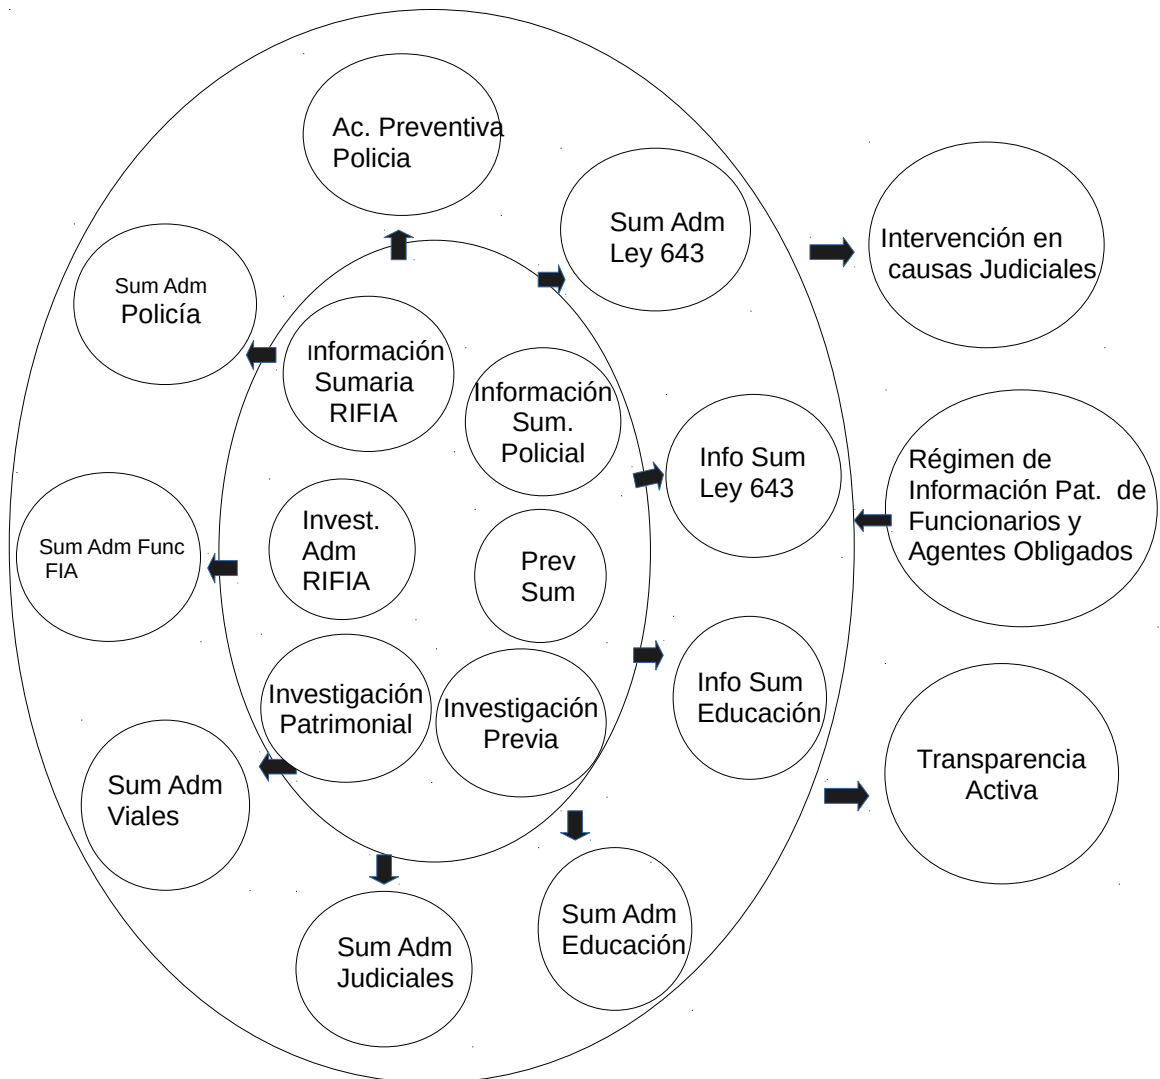 Ac. Preventiva
Policia
Sum Adm
Ley 643
Intervención en
causas Judiciales
Sum Adm
Policía
Información
Sumaria
RIFIA
Información
Sum.
Policial
Info Sum
Ley 643
Régimen de
Información Pat. de
Funcionarios y
Agentes Obligados
Sum Adm Func
FIA
Invest.
Adm
RIFIA
Prev
Sum
Investigación
Patrimonial
Investigación
Previa
Info Sum
Educación
Sum Adm
Viales
Transparencia
Activa
Sum Adm
Judiciales
Sum Adm
Educación